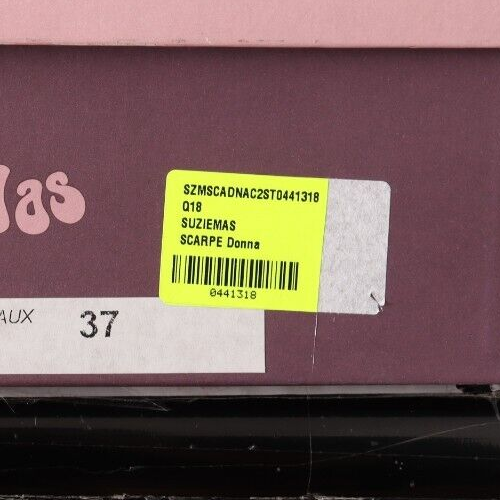 las
SZMSCADNAC2ST0441318
Q18
SUZIEMAS
SCARPE Donna
0441318
AUX
37